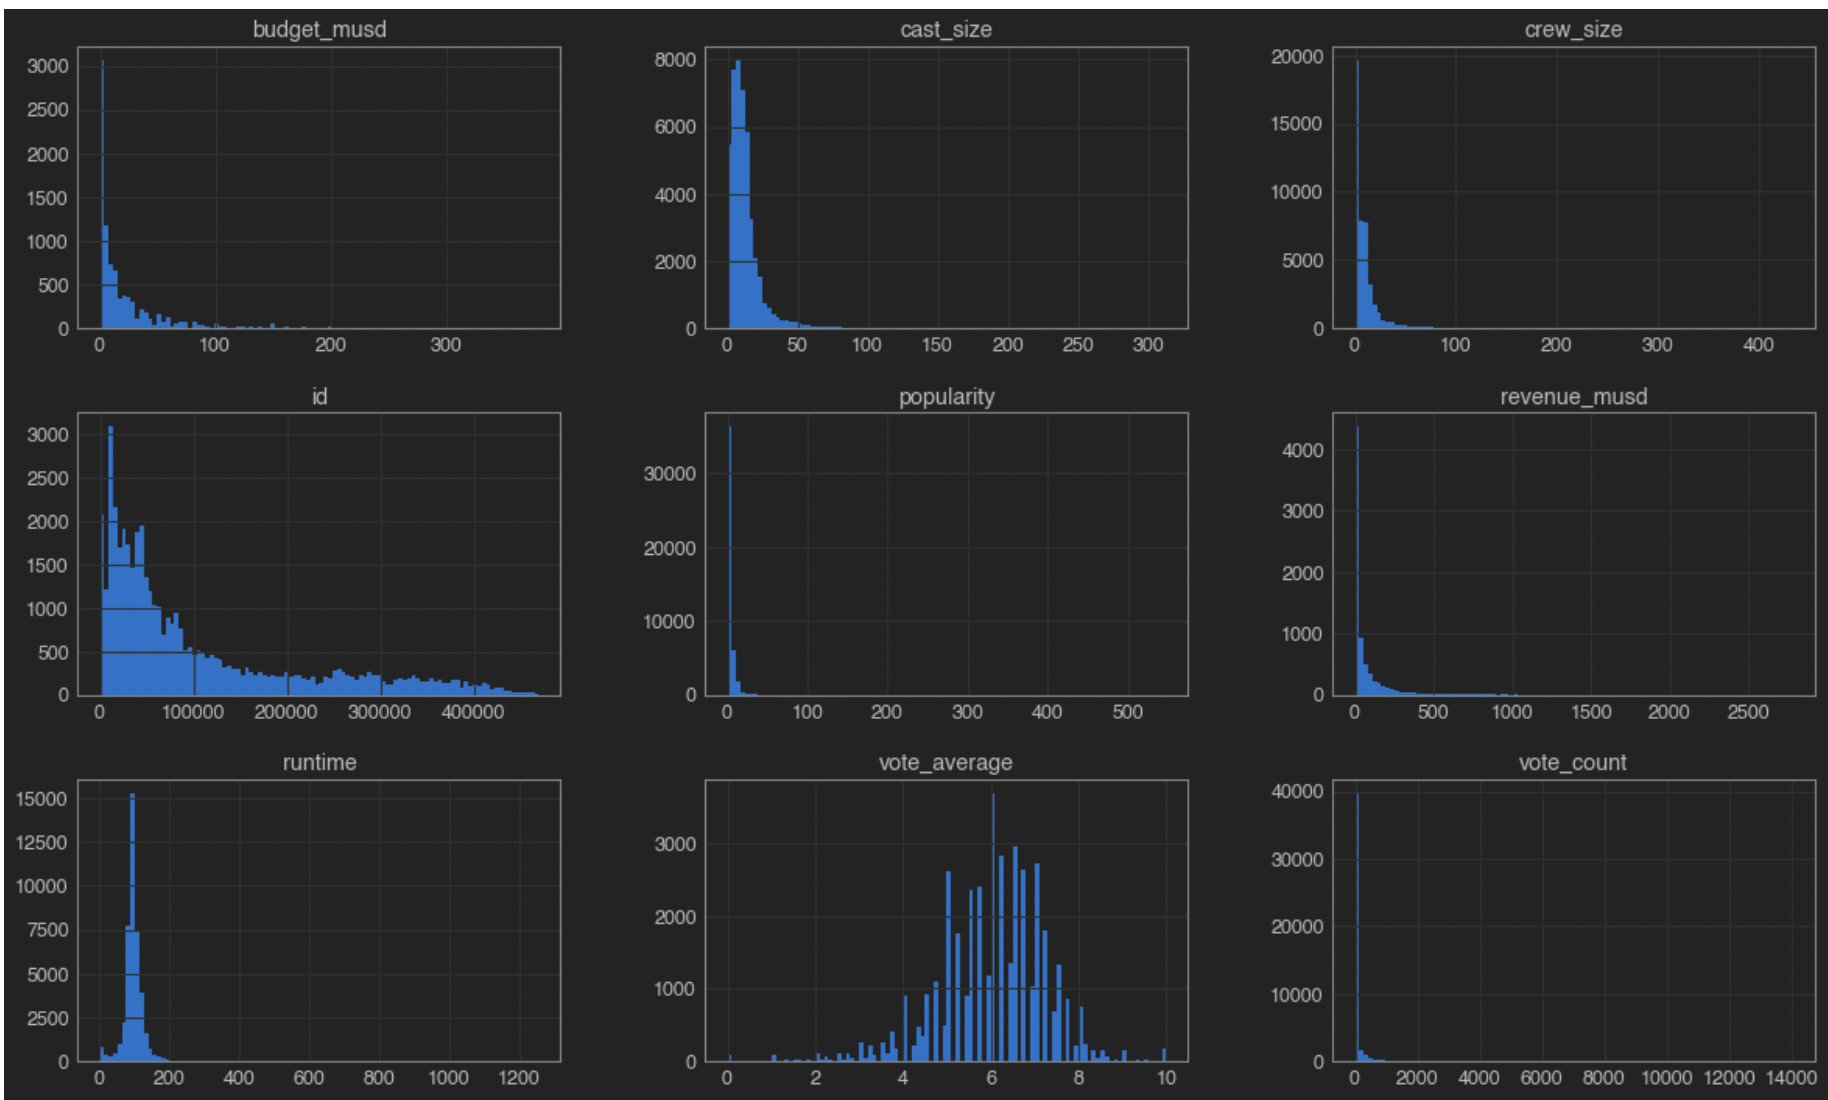 budget_musd
cast_size
crew_size
3000
2500
2000
1500
1000
500
0
0 100 200 300
8000
6000
4000
2000
0
0 50 100 150 200 250 300
20000
15000
10000
5000
0
0 100 200 300 400
id
popularity
revenue_musd
3000
2500
2000
1500
1000
500
0
0 100000 200000 300000 400000
30000
20000
10000
0
0 100 200 300 400 500
4000
3000
2000
1000
0
0 500 1000 1500 2000 2500
runtime
vote_average
vote_count
15000
12500
10000
7500
5000
2500
0
0 200 400 600 800 1000 1200
3000
2000
1000
0
0 2 4 6 8 10
40000
30000
20000
10000
0
0 2000 4000 6000 8000 10000 12000 14000